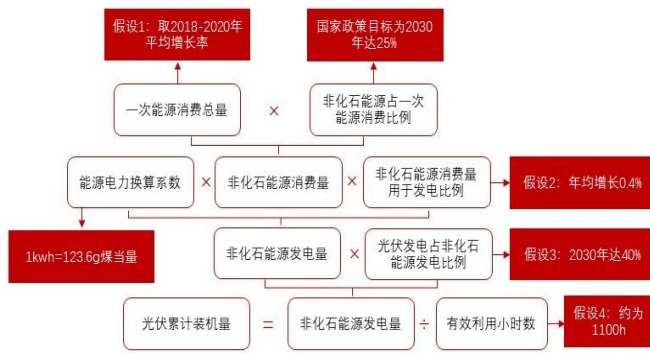 假设1：取2018-2020年
平均增长率
国家政策目标为2030
年达25%
一次能源消费总量
×
非化石能源占一次
能源消费比例
能源电力换算系数
×
非化石能源消费量
×
非化石能源消费量
用于发电比例
假设2：年均增长0.4%
1kwh=123.6g煤当量
非化石能源发电量
×
光伏发电占非化石
能源发电比例
假设3：2030年达40%
光伏累计装机量
=
非化石能源发电量
÷
有效利用小时数
假设4：约为
1100h